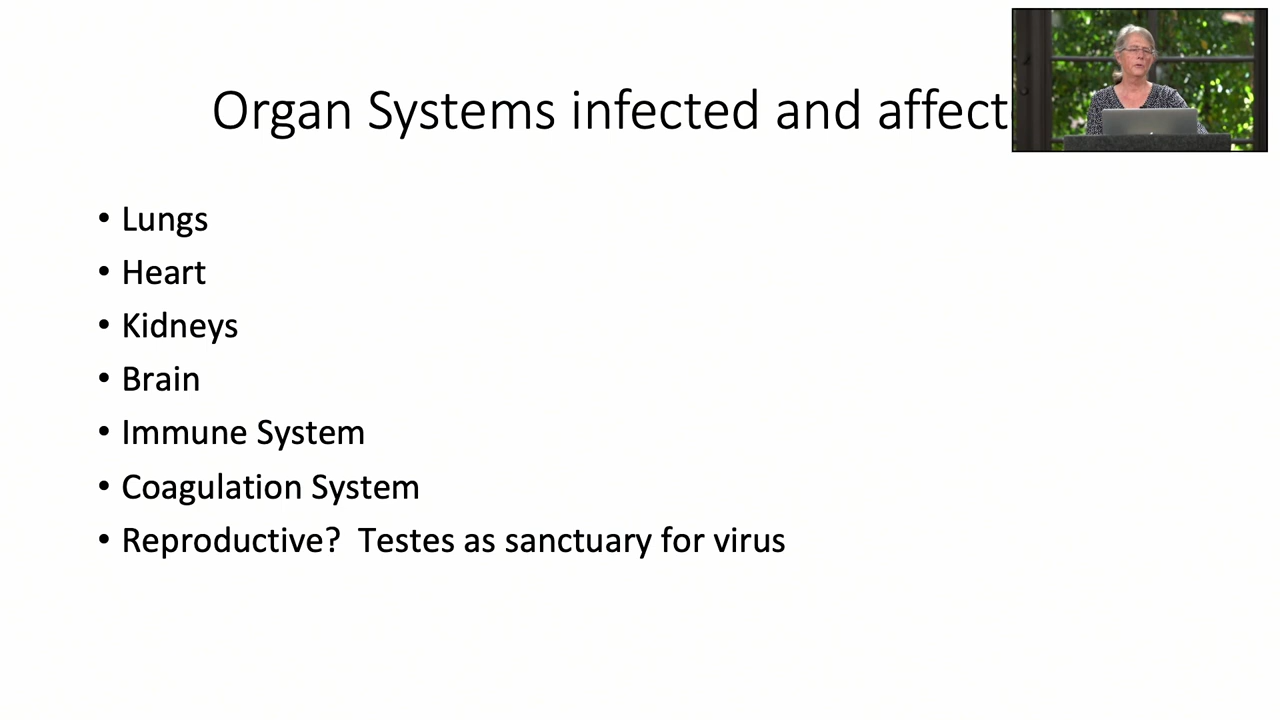 Organ Systems infected and affect
• Lungs
• Heart
• Kidneys
• Brain
• Immune System
• Coagulation System
• Reproductive?  Testes as sanctuary for virus